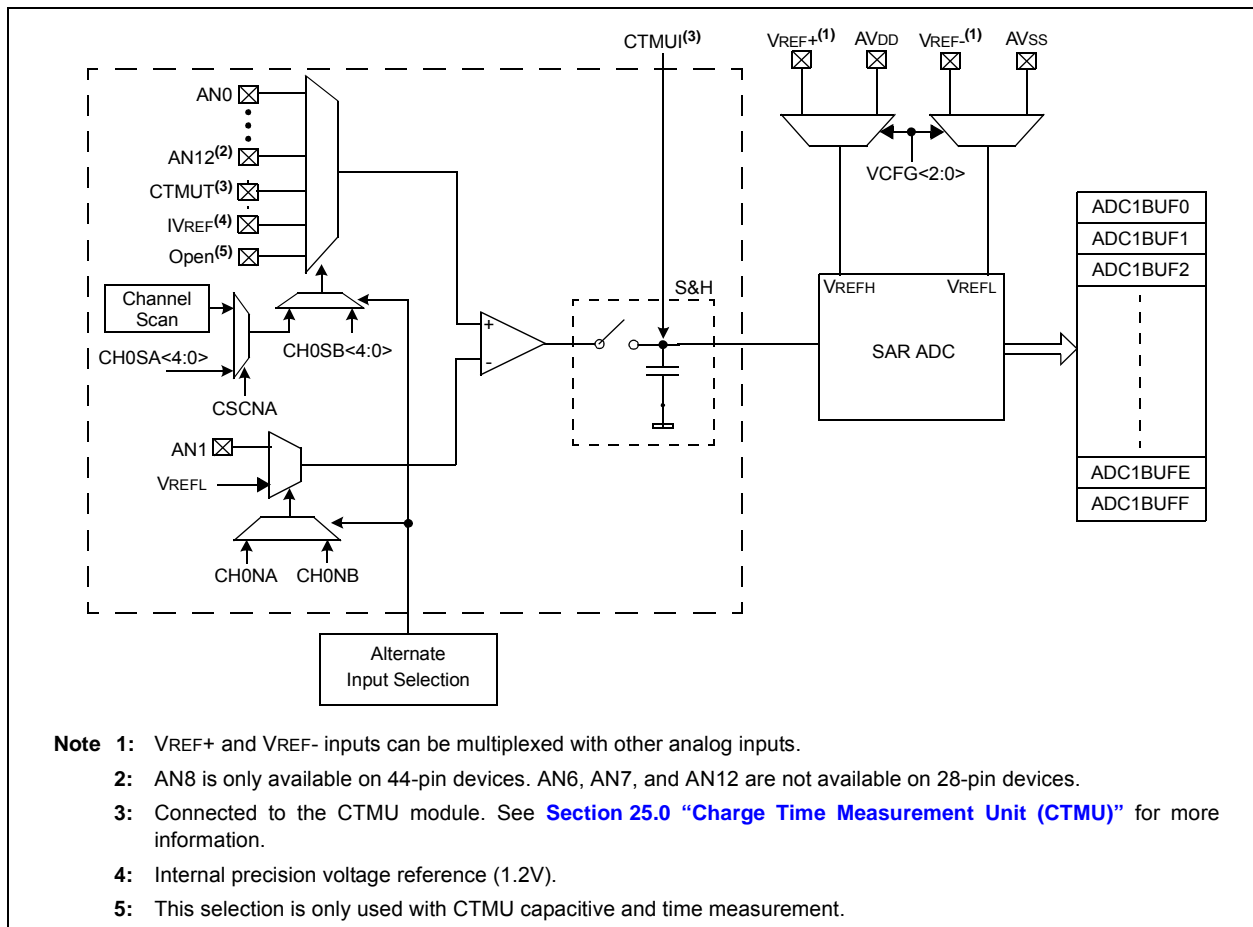 CTMUI(3)
VREF+(1) AVDD VREF-(1) AVSS
AN0
AN12(2)
CTMUT(3)
IVREF(4)
Open(5)
VCFG<2:0>
ADC1BUF0
ADC1BUF1
ADC1BUF2
Channel
Scan
S&H
VREFH VREFL
CH0SA<4:0>
CH0SB<4:0>
+
-
SAR ADC
CSCNA
AN1
VREFL
ADC1BUFE
ADC1BUFF
CH0NA CH0NB
Alternate
Input Selection
Note 1: VREF+ and VREF- inputs can be multiplexed with other analog inputs.
2: AN8 is only available on 44-pin devices. AN6, AN7, and AN12 are not available on 28-pin devices.
3: Connected to the CTMU module. See Section 25.0 “Charge Time Measurement Unit (CTMU)” for more
information.
4: Internal precision voltage reference (1.2V).
5: This selection is only used with CTMU capacitive and time measurement.